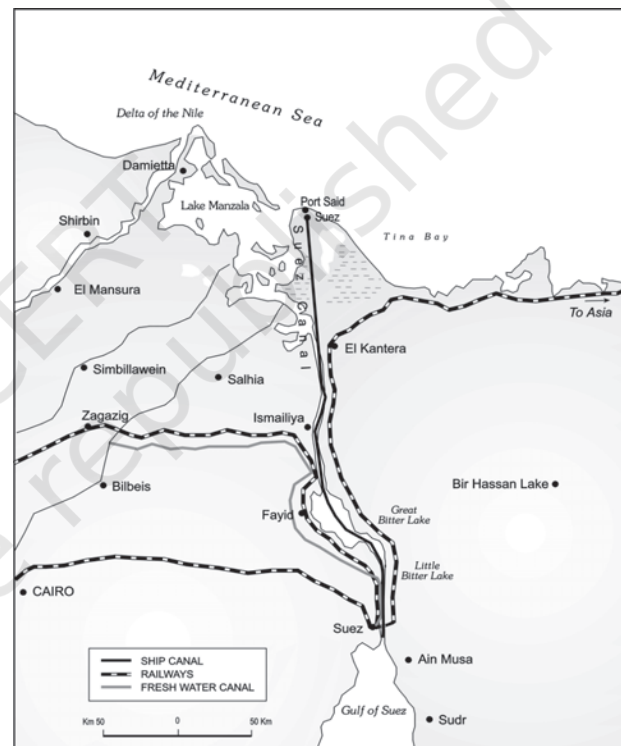 Mediterranean Sea
Delta of the Nile
Damietta
Lake Manzala
Port Said
Suez
Shirbin
Tina Bay
Suez Canal
El Mansura
To Asia
El Kantera
Simbillawein
Salhia
Zagazig
Ismailiya
Bilbeis
Bir Hassan Lake
Fayid
Great
Bitter Lake
Little
Bitter Lake
CAIRO
Suez
Ain Musa
SHIP CANAL
RAILWAYS
FRESH WATER CANAL
Gulf of Suez
Sudr
Km 50 0 50 Km
republished